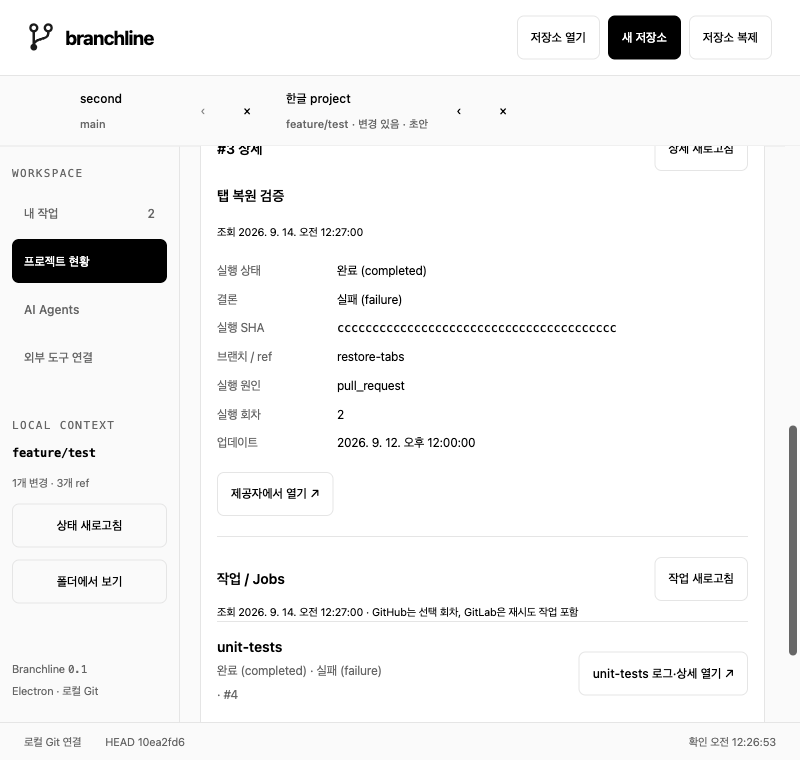 branchline
저장소 열기
새 저장소
저장소 복제
second
main
‹
×
한글 project
feature/test · 변경 있음 · 초안
‹
×
WORKSPACE
내 작업 2
프로젝트 현황
AI Agents
외부 도구 연결
LOCAL CONTEXT
feature/test
1개 변경 · 3개 ref
상태 새로고침
폴더에서 보기
Branchline 0.1
Electron · 로컬 Git
#3 상세
상세 새로고침
탭 복원 검증
조회 2026. 9. 14. 오전 12:27:00
실행 상태 완료 (completed)
결론 실패 (failure)
실행 SHA cccccccccccccccccccccccccccccccccccccccc
브랜치 / ref restore-tabs
실행 원인 pull_request
실행 회차 2
업데이트 2026. 9. 12. 오후 12:00:00
제공자에서 열기 ↗
작업 / Jobs
작업 새로고침
조회 2026. 9. 14. 오전 12:27:00 · GitHub는 선택 회차, GitLab은 재시도 작업 포함
unit-tests
완료 (completed) · 실패 (failure)
· #4
unit-tests 로그·상세 열기 ↗
로컬 Git 연결
HEAD 10ea2fd6
확인 오전 12:26:53